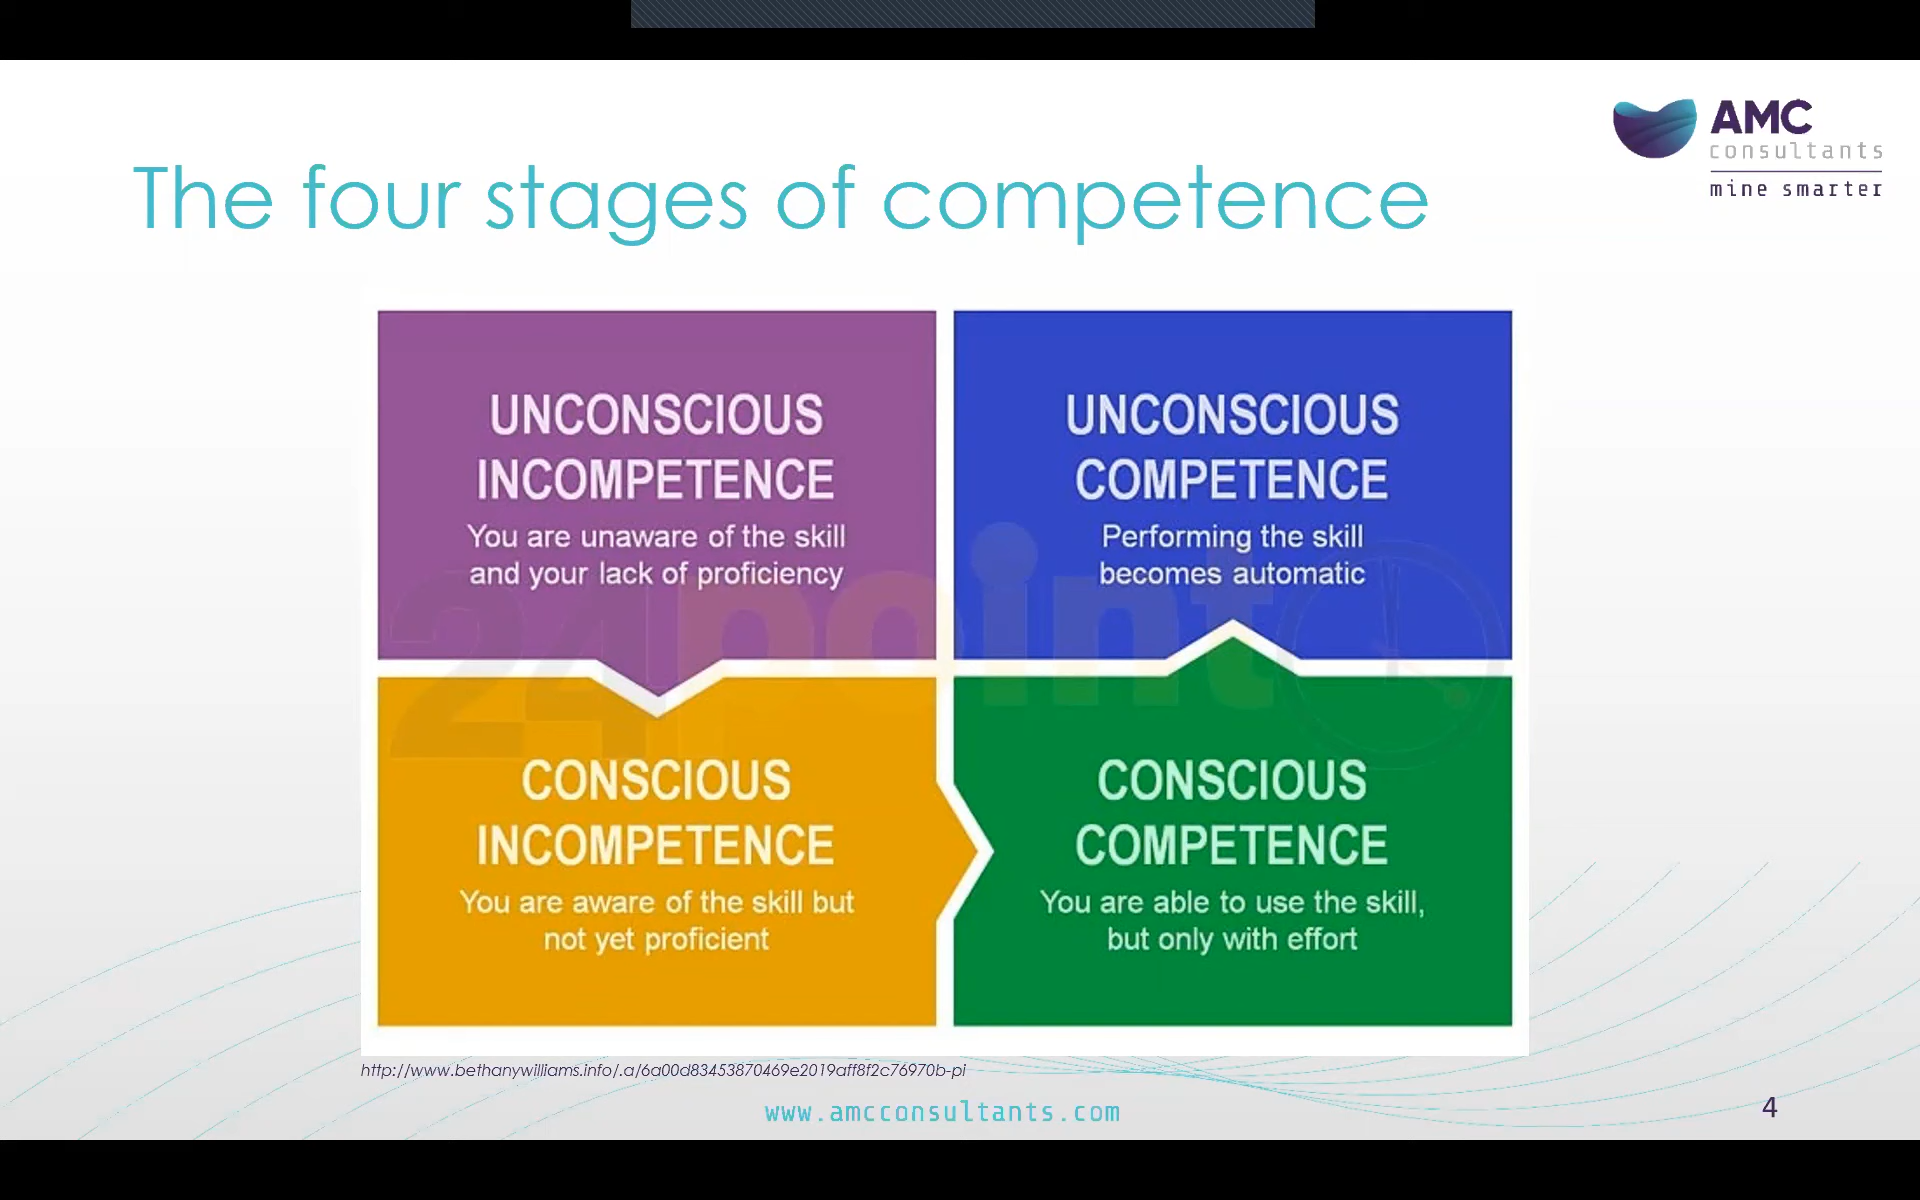 AMC
consultants
mine smarter
The four stages of competence
UNCONSCIOUS
INCOMPETENCE
You are unaware of the skill
and your lack of proficiency
UNCONSCIOUS
COMPETENCE
Performing the skill
becomes automatic
24point
CONSCIOUS
INCOMPETENCE
You are aware of the skill but
not yet proficient
CONSCIOUS
COMPETENCE
You are able to use the skill,
but only with effort
http://www.bethanywilliams.info/.a/6a00d83453870469e2019aff8f2c76970b-pi
www.amcconsultants.com
4